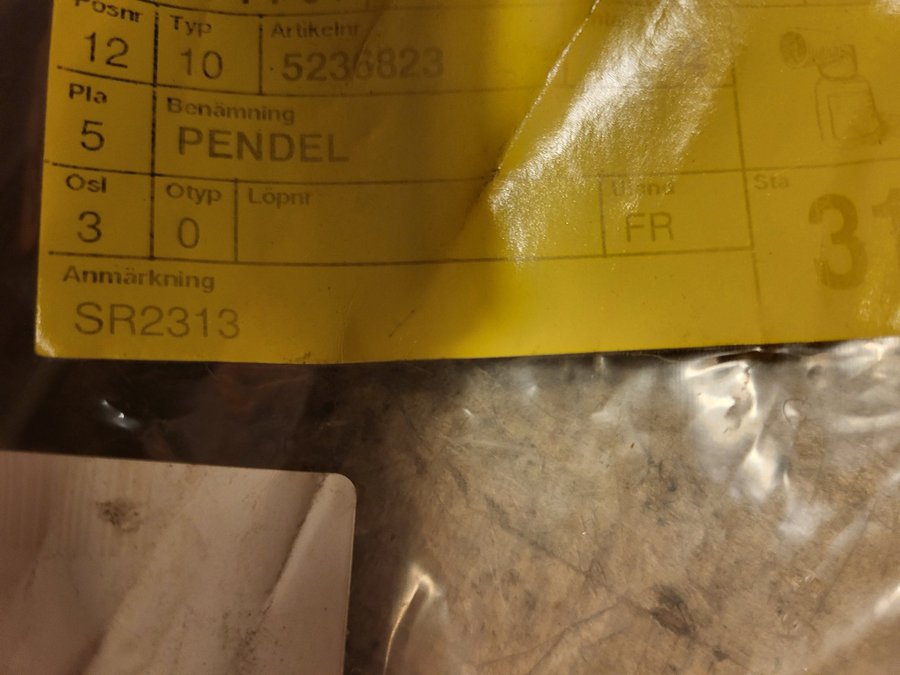 Posnr Typ Artikelnr
12 10 5236823
Pla Benämning
5 PENDEL
Osl Otyp Löpnr Sta
3 0 FR 31
Anmärkning
SR2313